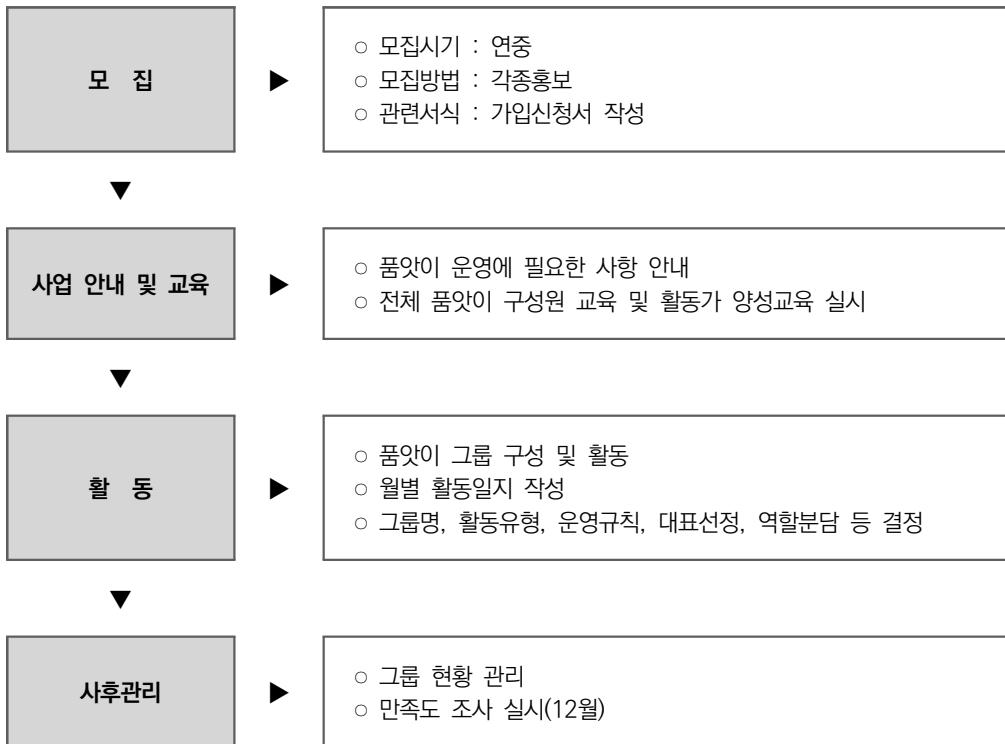 모 집
▶
○ 모집시기 : 연중
○ 모집방법 : 각종홍보
○ 관련서식 : 가입신청서 작성
▼
사업 안내 및 교육
▶
○ 품앗이 운영에 필요한 사항 안내
○ 전체 품앗이 구성원 교육 및 활동가 양성교육 실시
▼
활 동
▶
○ 품앗이 그룹 구성 및 활동
○ 월별 활동일지 작성
○ 그룹명, 활동유형, 운영규칙, 대표선정, 역할분담 등 결정
▼
사후관리
▶
○ 그룹 현황 관리
○ 만족도 조사 실시(12월)